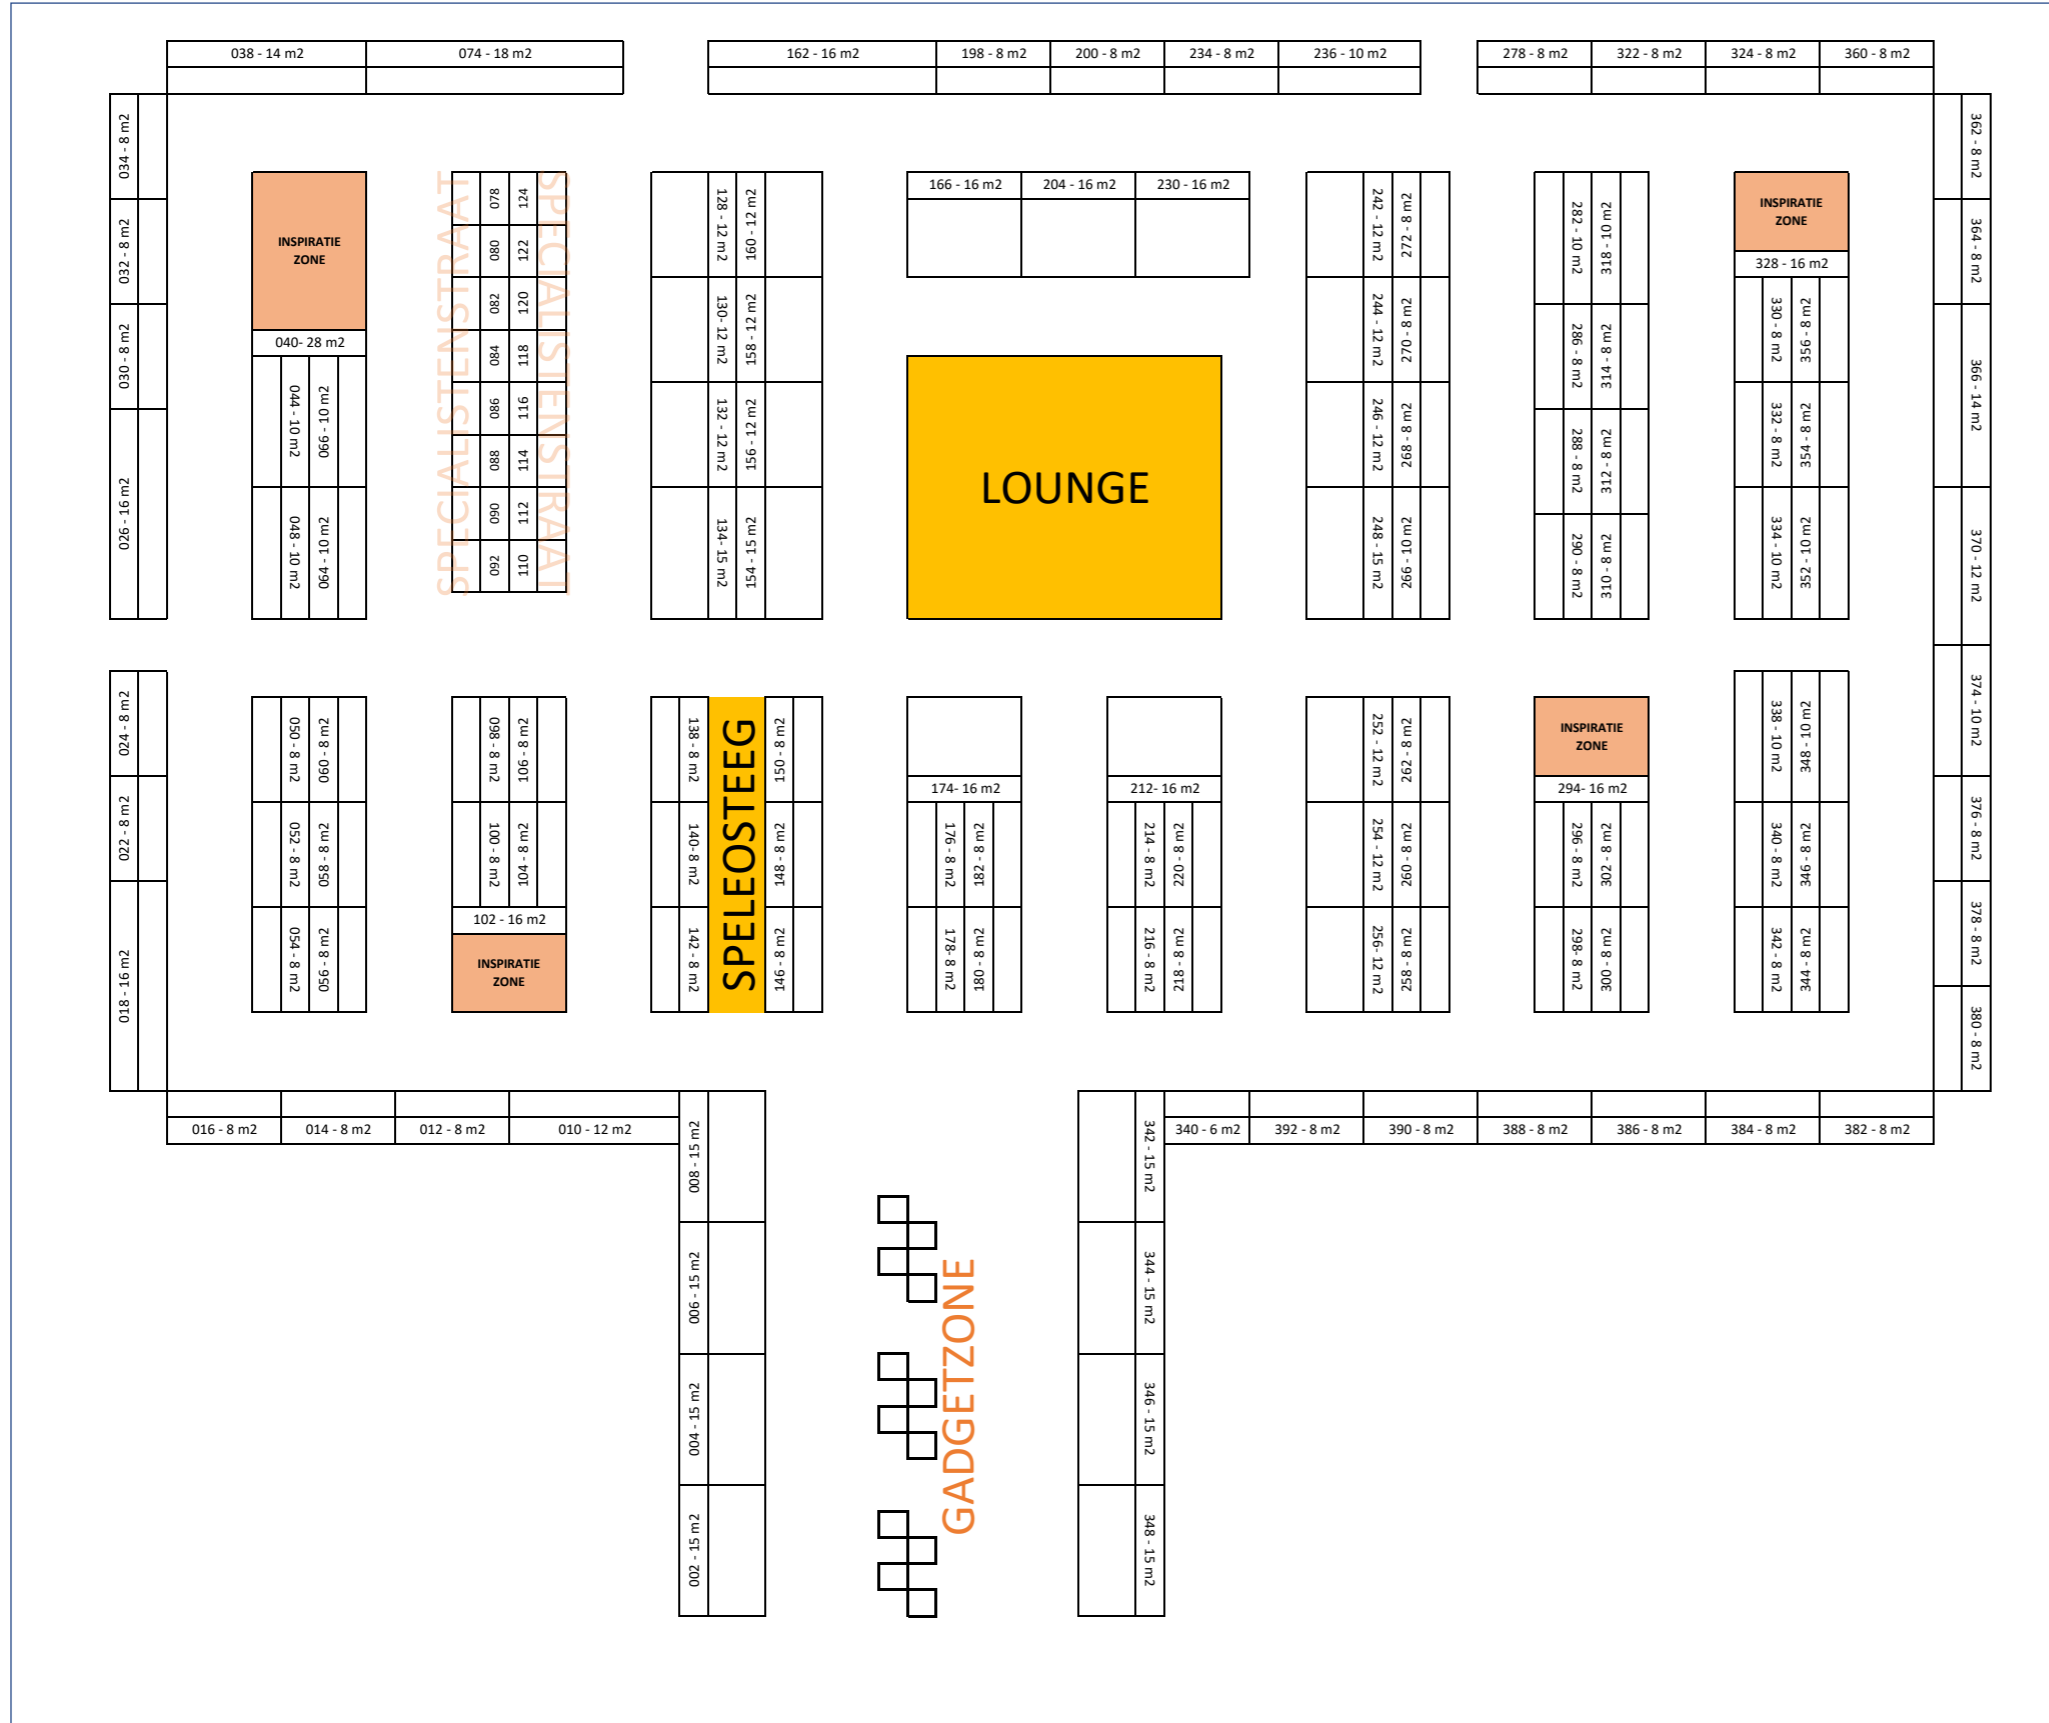 038 - 14 m2
074 - 18 m2
162 - 16 m2
198 - 8 m2
200 - 8 m2
234 - 8 m2
236 - 10 m2
278 - 8 m2
322 - 8 m2
324 - 8 m2
360 - 8 m2
034 - 8 m2
032 - 8 m2
030 - 8 m2
026 - 16 m2
024 - 8 m2
022 - 8 m2
018 - 16 m2
INSPIRATIE
ZONE
040- 28 m2
044 - 10 m2
066 - 10 m2
048 - 10 m2
064 - 10 m2
SPECIALISTENSTRAAT
078
124
080
122
082
120
084
118
086
116
088
114
090
112
092
110
SPECIALISTENSTRAAT
128 - 12 m2
160 - 12 m2
130- 12 m2
158 - 12 m2
132 - 12 m2
156 - 12 m2
134- 15 m2
154 - 15 m2
166 - 16 m2
204 - 16 m2
230 - 16 m2
LOUNGE
242 - 12 m2
272 - 8 m2
244 - 12 m2
270 - 8 m2
246 - 12 m2
268 - 8 m2
248 - 15 m2
266 - 10 m2
282 - 10 m2
318 - 10 m2
286 - 8 m2
314 - 8 m2
288 - 8 m2
312 - 8 m2
290 - 8 m2
310 - 8 m2
INSPIRATIE
ZONE
328 - 16 m2
330 - 8 m2
356 - 8 m2
332 - 8 m2
354 - 8 m2
334 - 10 m2
352 - 10 m2
362 - 8 m2
364 - 8 m2
366 - 14 m2
370 - 12 m2
374 - 10 m2
376 - 8 m2
378 - 8 m2
380 - 8 m2
050 - 8 m2
060 - 8 m2
052 - 8 m2
058 - 8 m2
054 - 8 m2
056 - 8 m2
098 - 8 m2
106 - 8 m2
100 - 8 m2
104 - 8 m2
102 - 16 m2
INSPIRATIE
ZONE
138 - 8 m2
140- 8 m2
142 - 8 m2
SPELEOSTEEG
150 - 8 m2
148 - 8 m2
146 - 8 m2
174- 16 m2
176 - 8 m2
182 - 8 m2
178- 8 m2
180 - 8 m2
212- 16 m2
214 - 8 m2
220 - 8 m2
216 - 8 m2
218 - 8 m2
252 - 12 m2
262 - 8 m2
254 - 12 m2
260 - 8 m2
256- 12 m2
258 - 8 m2
INSPIRATIE
ZONE
294- 16 m2
296 - 8 m2
302 - 8 m2
298- 8 m2
300 - 8 m2
338 - 10 m2
348 - 10 m2
340 - 8 m2
346 - 8 m2
342 - 8 m2
344 - 8 m2
016 - 8 m2
014 - 8 m2
012 - 8 m2
010 - 12 m2
008 - 15 m2
006 - 15 m2
004 - 15 m2
002 - 15 m2
GADGETZONE
342 - 15 m2
344 - 15 m2
346 - 15 m2
348 - 15 m2
340 - 6 m2
392 - 8 m2
390 - 8 m2
388 - 8 m2
386 - 8 m2
384 - 8 m2
382 - 8 m2